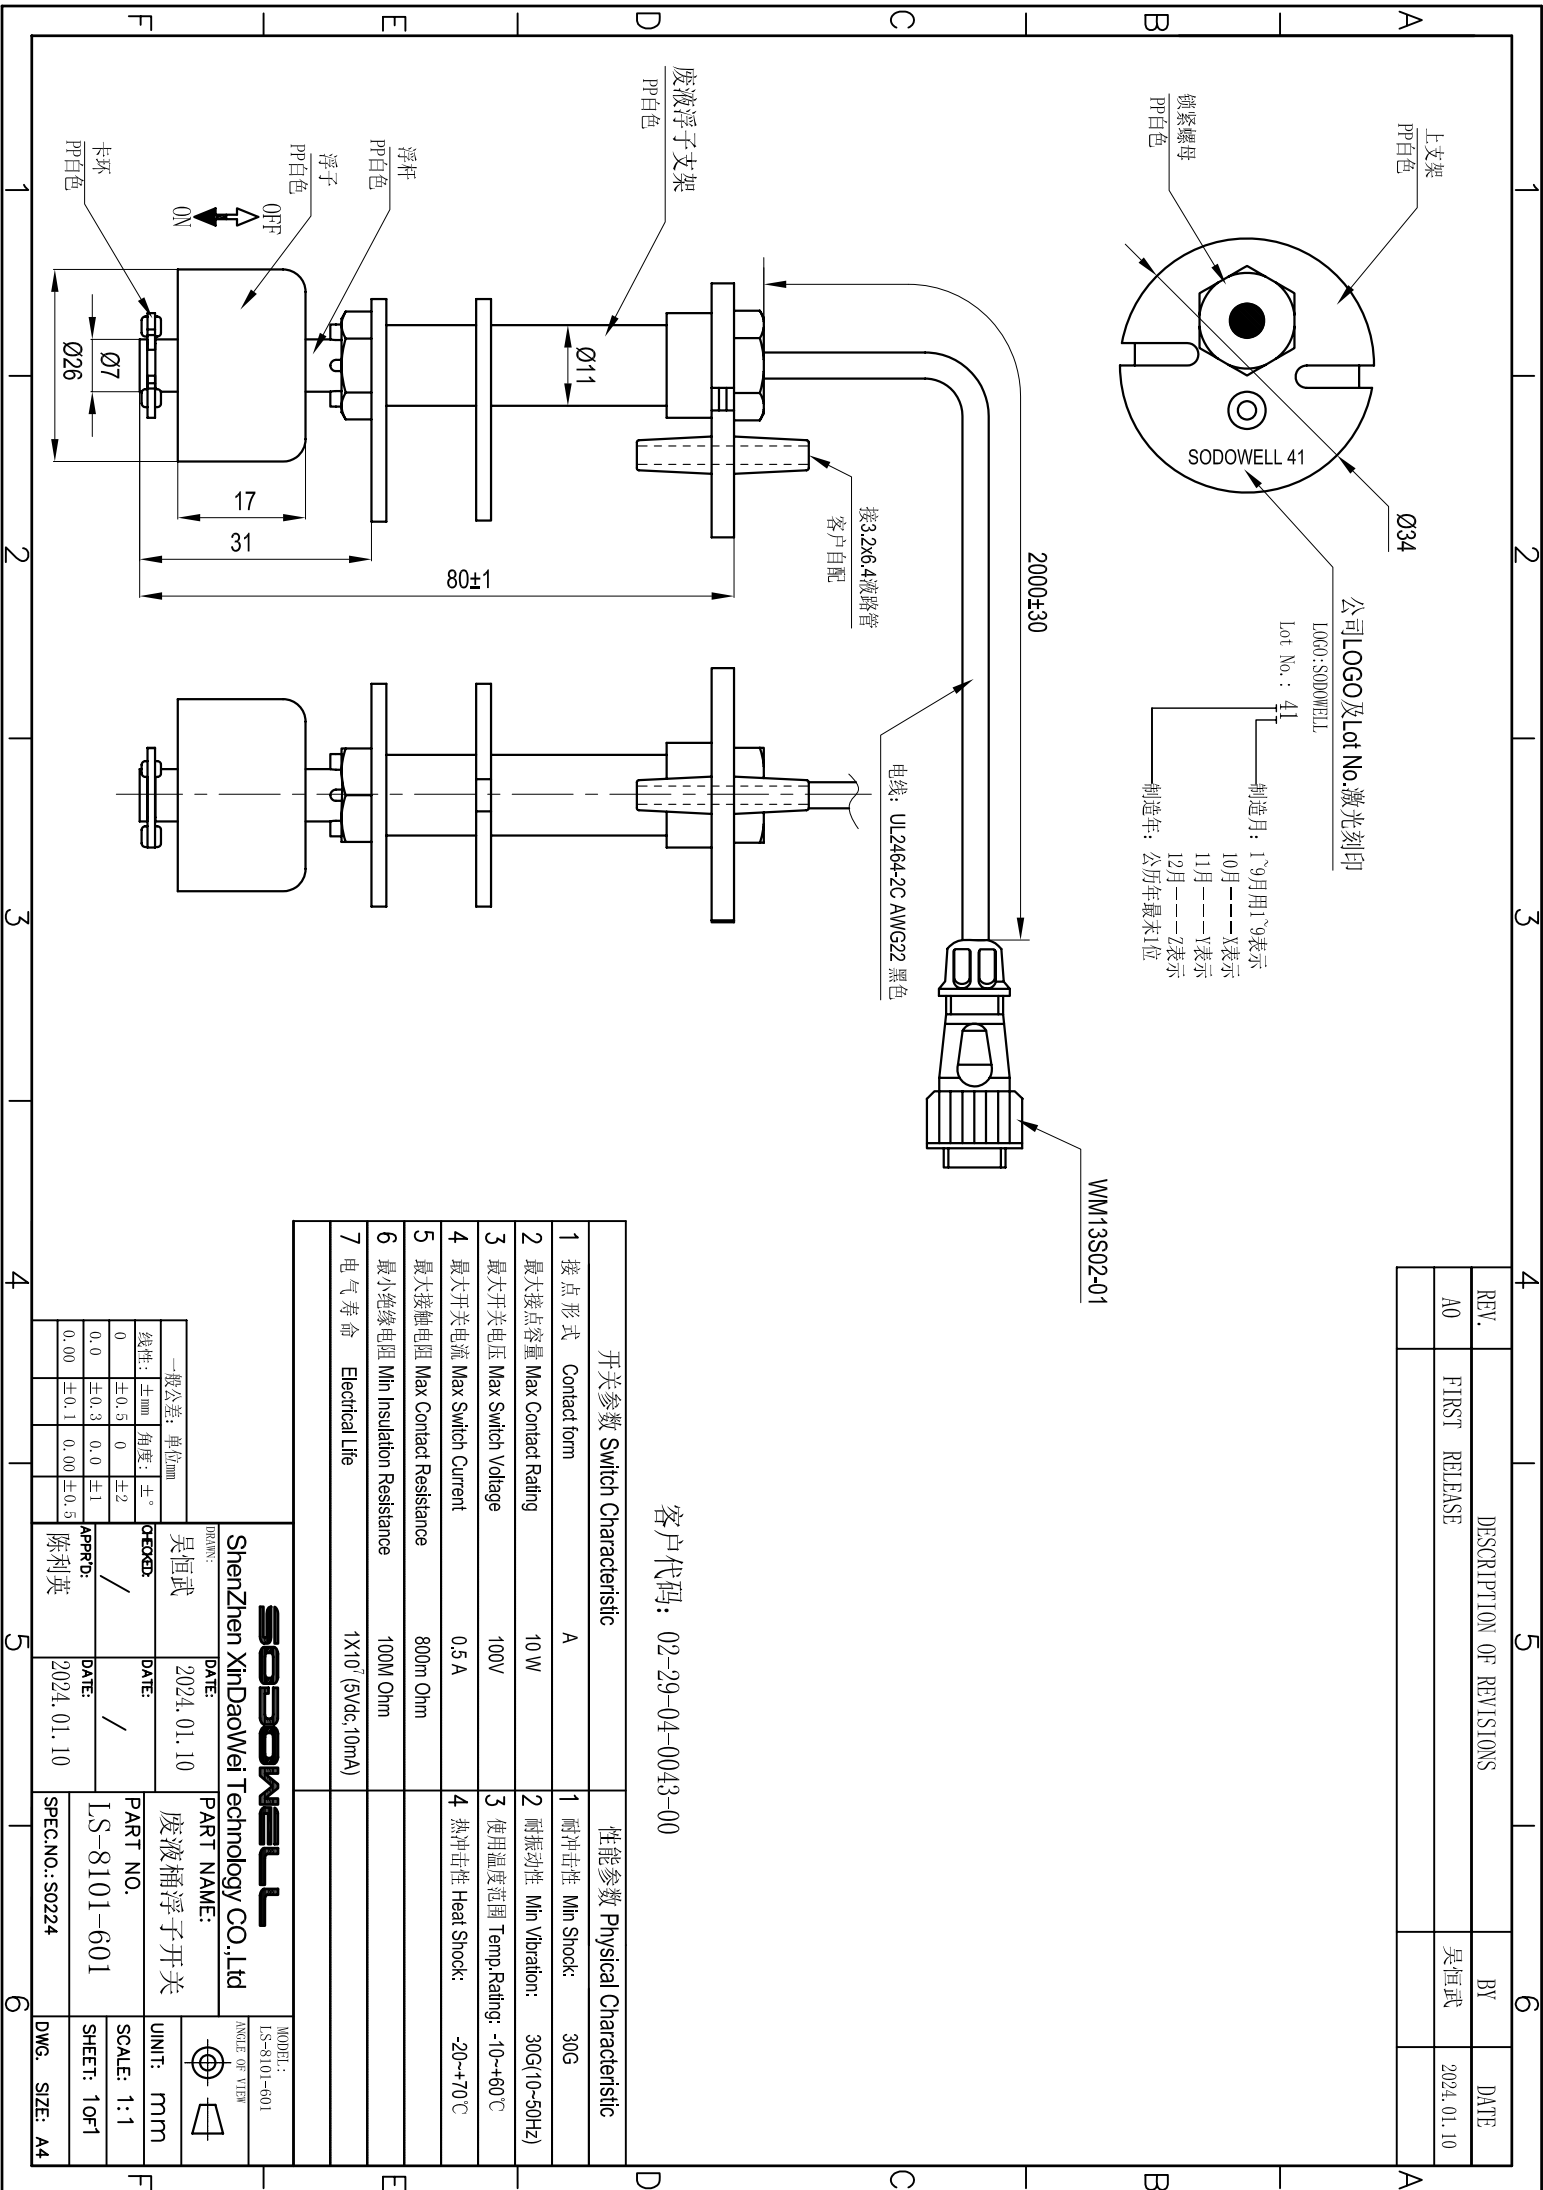 REV.
DESCRIPTION OF REVISIONS
BY
DATE
A0
FIRST RELEASE
吴恒武
2024.01.10
上支架
PP白色
锁紧螺母
PP白色
SODOWELL 41
Ø34
公司LOGO及Lot No.激光刻印
LOGO:SODOWELL
Lot No.: 41
制造月: 1~9月用1~9表示
10月----X表示
11月----Y表示
12月----Z表示
制造年: 公历年最末1位
2000±30
WM13S02-01
电线: UL2464-2C AWG22 黑色
接3.2x6.4液路管
客户自配
废液浮子支架
PP白色
浮杆
PP白色
浮子
PP白色
卡环
PP白色
OFF
ON
Ø11
Ø7
Ø26
17
31
80±1
客户代码: 02-29-04-0043-00
开关参数 Switch Characteristic
性能参数 Physical Characteristic
1 接点形式 Contact form A
1 耐冲击性 Min Shock: 30G
2 最大接点容量 Max Contact Rating 10 W
2 耐振动性 Min Vibration: 30G(10~50Hz)
3 最大开关电压 Max Switch Voltage 100V
3 使用温度范围 Temp.Rating: -10~+60℃
4 最大开关电流 Max Switch Current 0.5 A
4 热冲击性 Heat Shock: -20~+70℃
5 最大接触电阻 Max Contact Resistance 800m Ohm
6 最小绝缘电阻 Min Insulation Resistance 100M Ohm
7 电气寿命 Electrical Life 1X10⁷ (5Vdc,10mA)
一般公差: 单位mm
线性: ±mm 角度: ±°
0 ±0.5 0 ±2
0.0 ±0.3 0.0 ±1
0.00 ±0.1 0.00 ±0.5
SODOWELL
ShenZhen XinDaoWei Technology CO.,Ltd
DRAWN:
吴恒武
DATE:
2024.01.10
CHECKED:
/
DATE:
/
APPR'D:
陈利英
DATE:
2024.01.10
PART NAME:
废液桶浮子开关
PART NO.
LS-8101-601
SPEC.NO.: S0224
MODEL:
LS-8101-601
ANGLE OF VIEW
UINIT: mm
SCALE: 1:1
SHEET: 1 OF 1
DWG. SIZE: A4
1 2 3 4 5 6
1 2 3 4 5 6
A B C D E F
A B C D E F